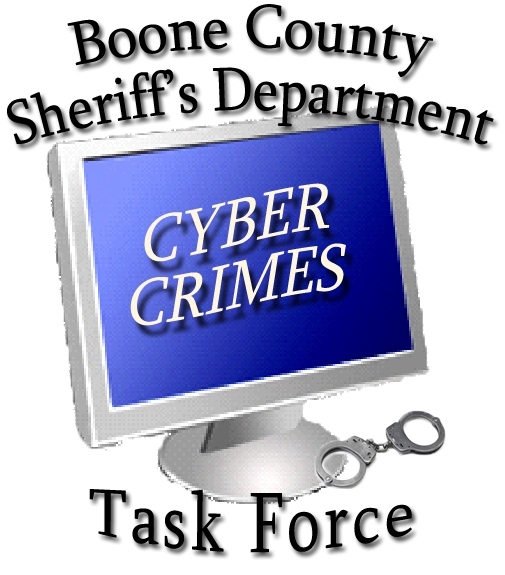 Boone County
Sheriff's Department
CYBER
CRIMES
Task Force